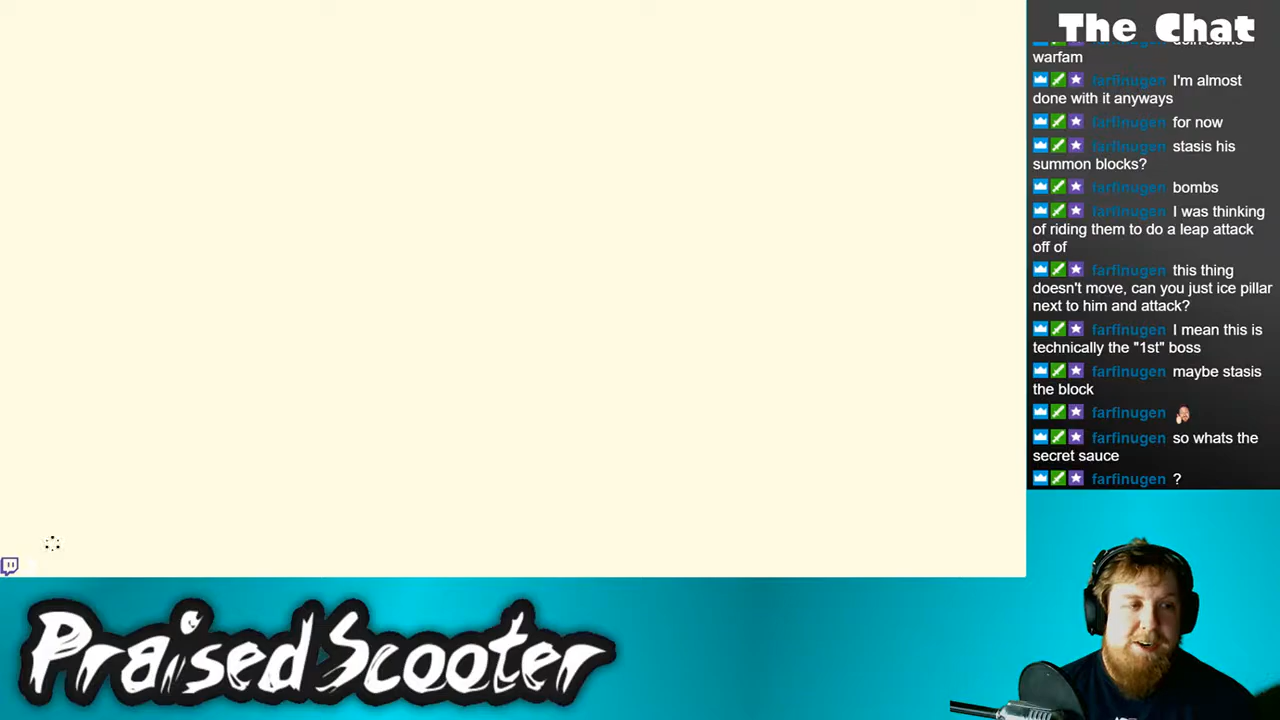 The Chat
warfam
farfinugen I'm almost
done with it anyways
farfinugen for now
farfinugen stasis his
summon blocks?
farfinugen bombs
farfinugen I was thinking
of riding them to do a leap attack
off of
farfinugen this thing
doesn't move, can you just ice pillar
next to him and attack?
farfinugen I mean this is
technically the "1st" boss
farfinugen maybe stasis
the block
farfinugen
farfinugen so whats the
secret sauce
farfinugen ?
PraisedScooter